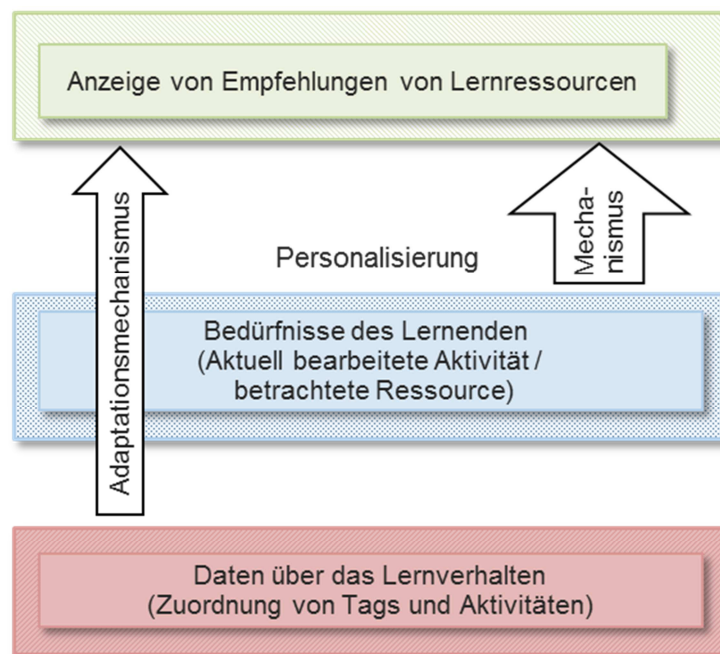 Anzeige von Empfehlungen von Lernressourcen
Adaptationsmechanismus
Mecha-
nismus
Personalisierung
Bedürfnisse des Lernenden
(Aktuell bearbeitete Aktivität /
betrachtete Ressource)
Daten über das Lernverhalten
(Zuordnung von Tags und Aktivitäten)